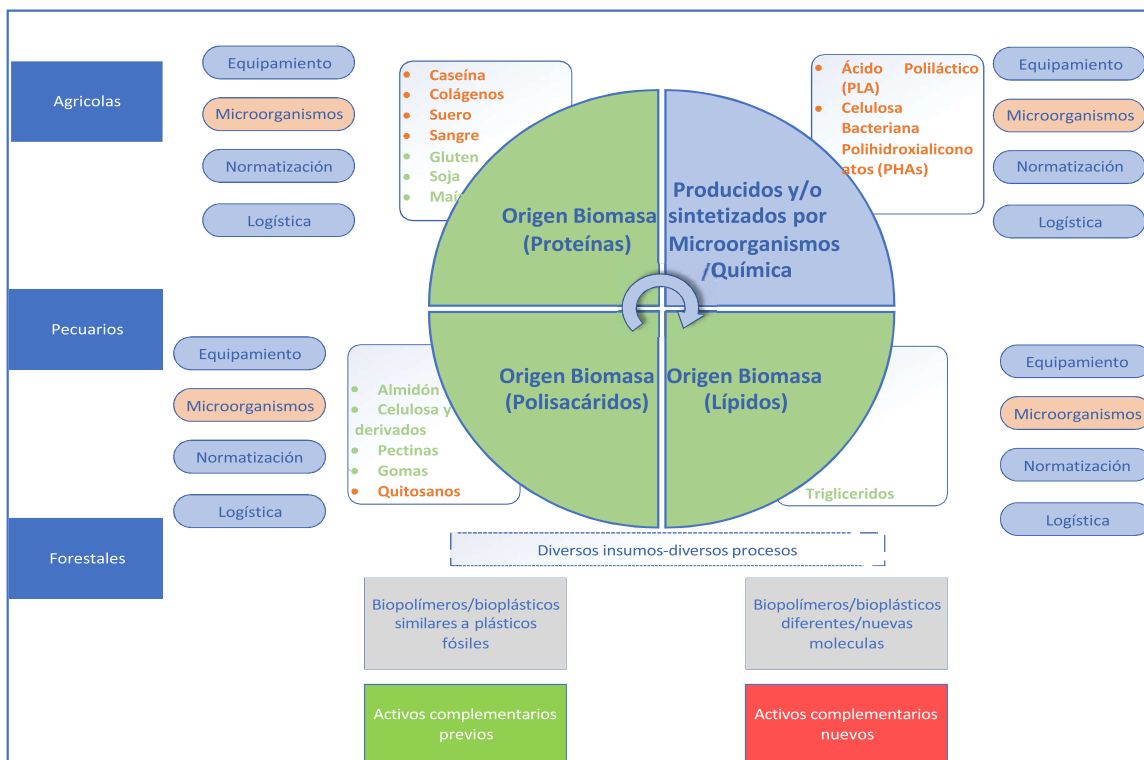 Agricolas
Pecuarios
Forestales
Equipamiento
Microorganismos
Normatización
Logística
• Caseína
• Colágenos
• Suero
• Sangre
• Gluten
• Soja
• Maí
Origen Biomasa
(Proteínas)
Producidos y/o
sintetizados por
Microorganismos
/Química
• Ácido Poliláctico
(PLA)
• Celulosa
Bacteriana
Polihidroxialicono
atos (PHAs)
Equipamiento
Microorganismos
Normatización
Logística
Equipamiento
Microorganismos
Normatización
Logística
• Almidón
• Celulosa y
derivados
• Pectinas
• Gomas
• Quitosanos
Origen Biomasa
(Polisacáridos)
Origen Biomasa
(Lípidos)
Trigliceridos
Equipamiento
Microorganismos
Normatización
Logística
Diversos insumos-diversos procesos
Biopolímeros/bioplásticos
similares a plásticos
fósiles
Biopolímeros/bioplásticos
diferentes/nuevas
moleculas
Activos complementarios
previos
Activos complementarios
nuevos